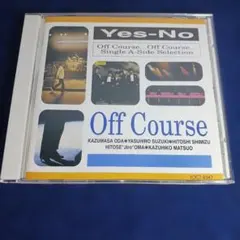 Yes-No
Off Course, Off Course,
Single A-Side Selection
Off Course
KAZUMASA ODA★YASUHIRO SUZUKI★HITOSHI SHIMIZU
HITOSE"Jiro"OMA★KAZUHIKO MATSUO